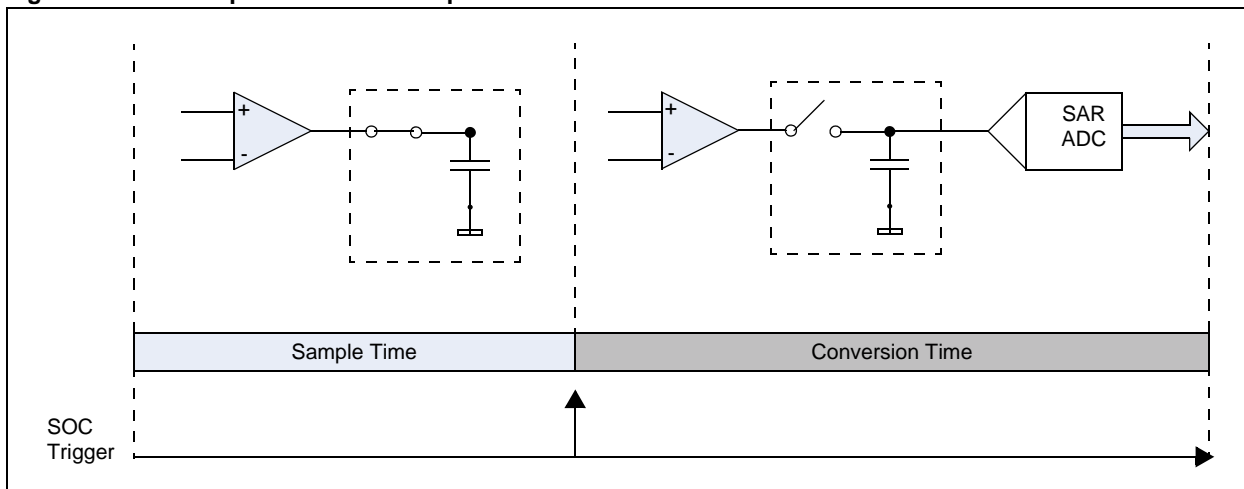 +
-
+
-
SAR
ADC
Sample Time
Conversion Time
SOC
Trigger